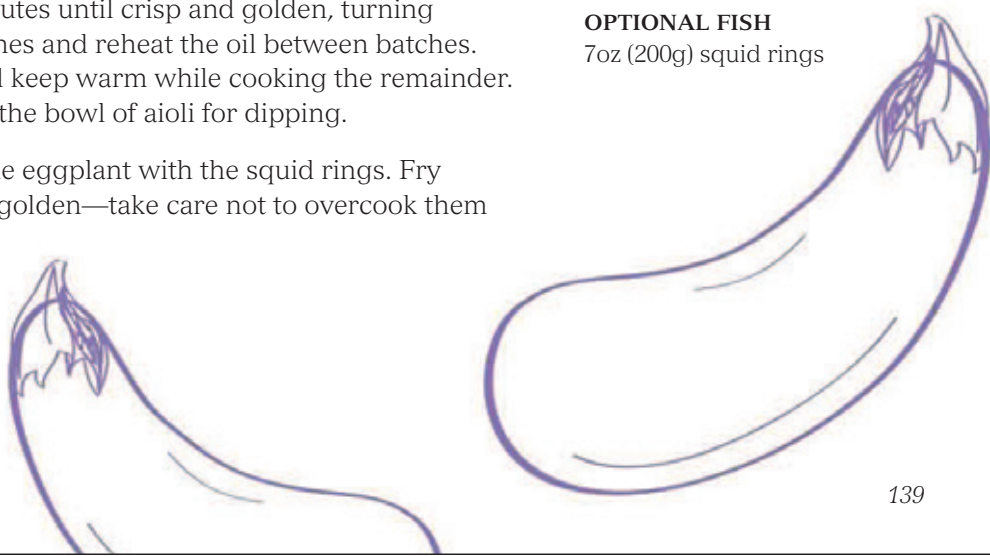 utes until crisp and golden, turning
nes and reheat the oil between batches.
keep warm while cooking the remainder.
the bowl of aioli for dipping.
e eggplant with the squid rings. Fry
golden—take care not to overcook them
OPTIONAL FISH
7oz (200g) squid rings
139